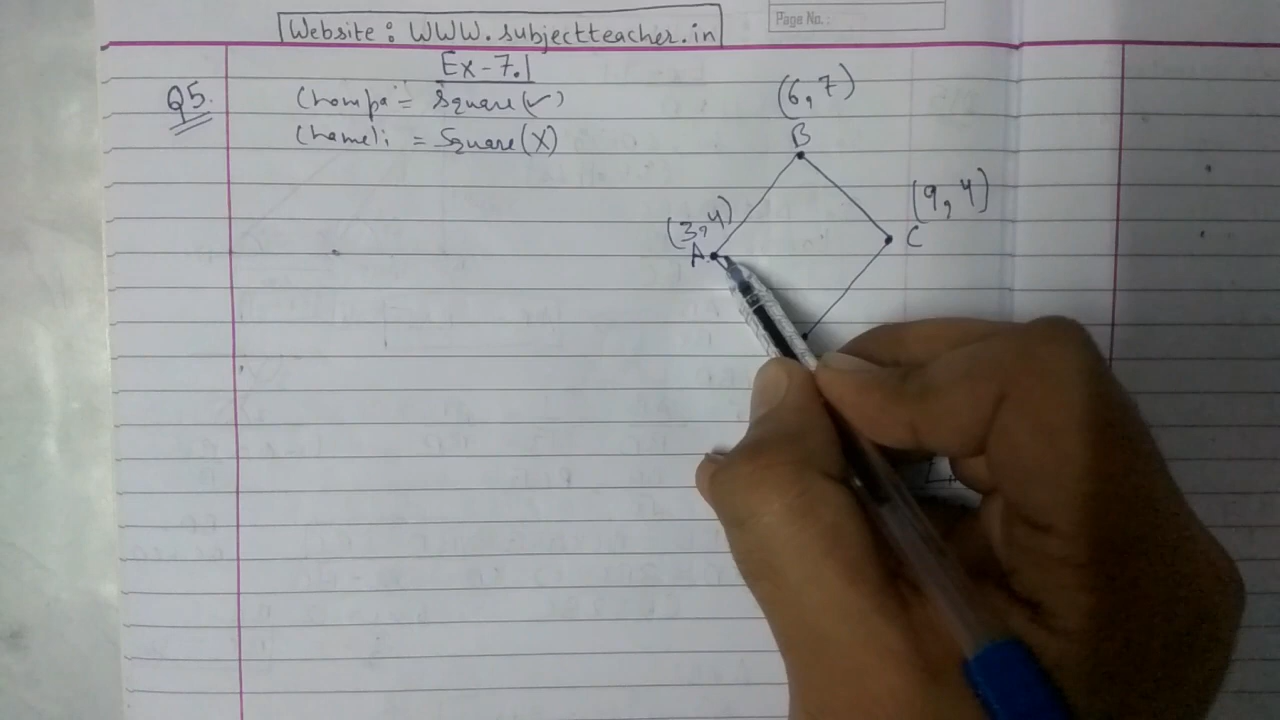 Page No.:
Website: WWW.subjectteacher.in
Ex-7.1
Q5.
Champa = Square(✓)
Chameli = Square(X)
(6,7)
B
(9,4)
C
(3,4)
A